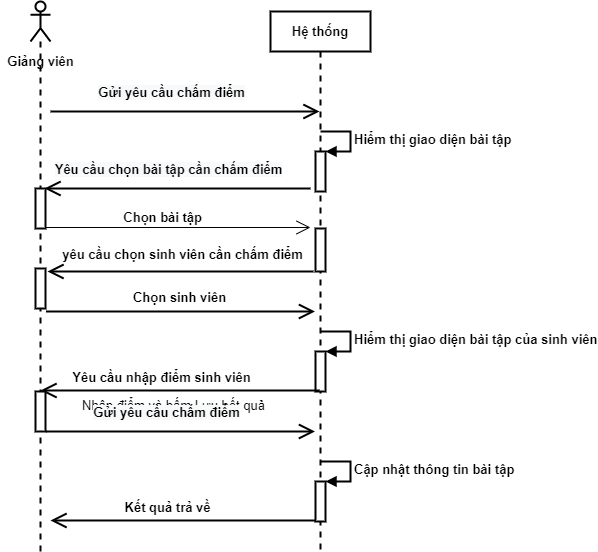 Hệ thống
Giảng viên
Gửi yêu cầu chấm điểm
Hiểm thị giao diện bài tập
Yêu cầu chọn bài tập cần chấm điểm
Chọn bài tập
yêu cầu chọn sinh viên cần chấm điểm
Chọn sinh viên
Hiểm thị giao diện bài tập của sinh viên
Yêu cầu nhập điểm sinh viên
Nhập điểm và bấm Lưu kết quả
Gửi yêu cầu chấm điểm
Cập nhật thông tin bài tập
Kết quả trả về